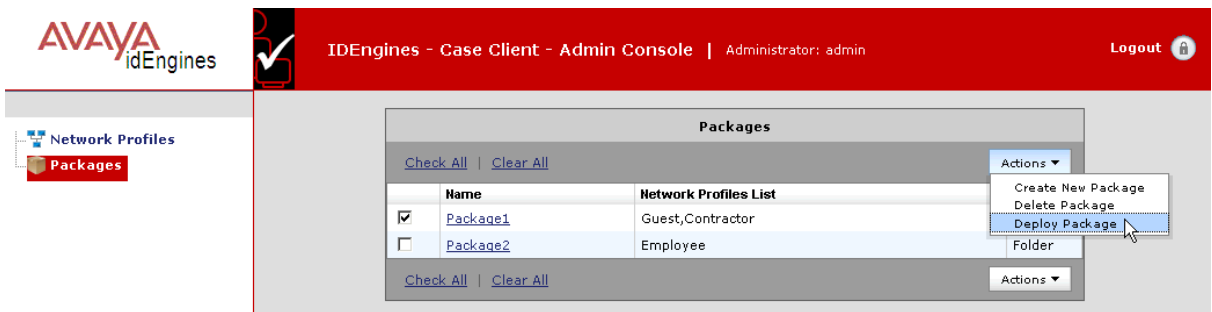 AVAYA
idEngines
IDEngines - Case Client - Admin Console | Administrator: admin
Logout
Network Profiles
Packages
Packages
Check All | Clear All
Actions
Name Network Profiles List
Create New Package
Delete Package
Deploy Package
Package1 Guest,Contractor
Package2 Employee Folder
Check All | Clear All
Actions